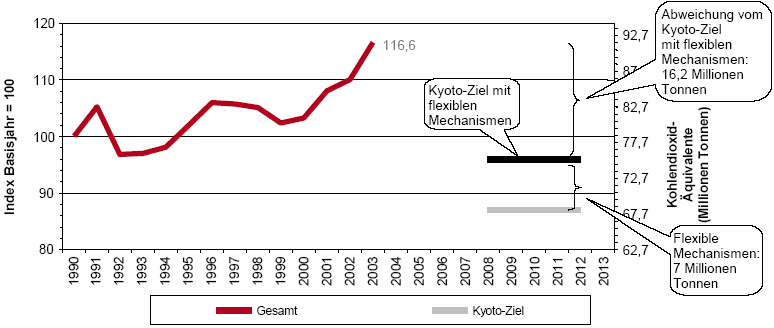 Abweichung vom
Kyoto-Ziel
mit flexiblen
Mechanismen:
16,2 Millionen
Tonnen
Kyoto-Ziel mit
flexiblen
Mechanismen
116,6
Index Basisjahr = 100
120
110
100
90
80
92,7
87,
82,7
77,7
72,7
67,7
62,7
Kohlendioxid-
Äquivalente
(Millionen Tonnen)
Flexible
Mechanismen:
7 Millionen
Tonnen
1990 1991 1992 1993 1994 1995 1996 1997 1998 1999 2000 2001 2002 2003 2004 2005 2006 2007 2008 2009 2010 2011 2012 2013
Gesamt Kyoto-Ziel